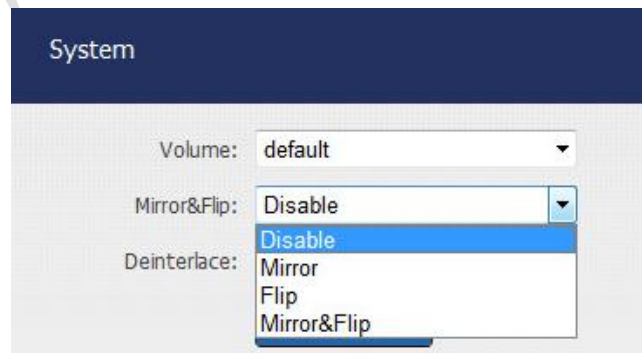 System
Volume: default
Mirror&Flip: Disable
Disable
Deinterlace:
Mirror
Flip
Mirror&Flip